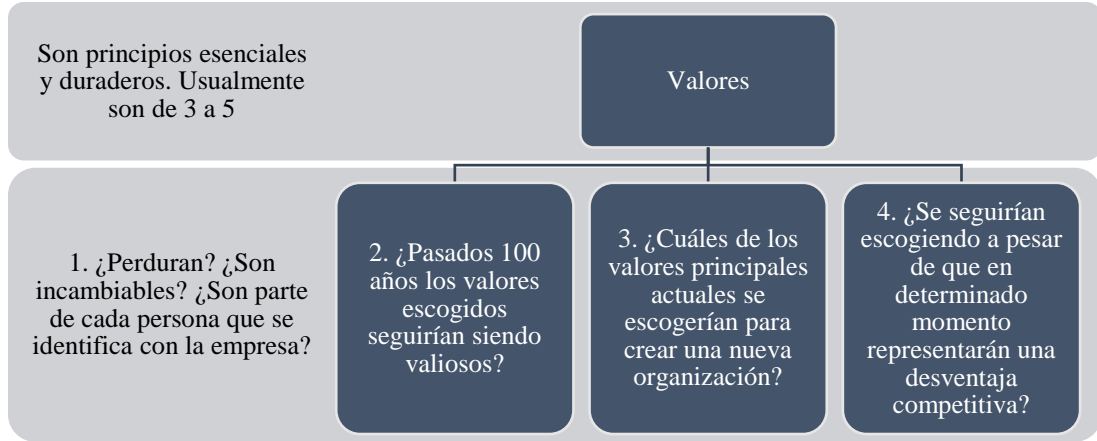 Son principios esenciales
y duraderos. Usualmente
son de 3 a 5
Valores
1. ¿Perduran? ¿Son
incambiables? ¿Son parte
de cada persona que se
identifica con la empresa?
2. ¿Pasados 100
años los valores
escogidos
seguirían siendo
valiosos?
3. ¿Cuáles de los
valores principales
actuales se
escogerían para
crear una nueva
organización?
4. ¿Se seguirían
escogiendo a pesar
de que en
determinado
momento
representarán una
desventaja
competitiva?